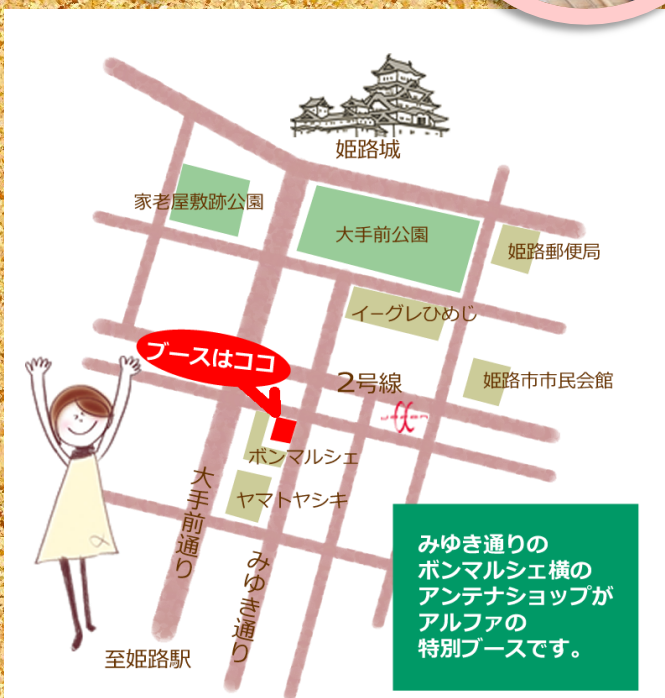 姫路城
家老屋敷跡公園
大手前公園
姫路郵便局
イーグレひめじ
ブースはココ
2号線
姫路市市民会館
ボンマルシェ
ヤマトヤシキ
大手前通り
みゆき通り
至姫路駅
みゆき通りの
ボンマルシェ横の
アンテナショップが
アルファの
特別ブースです。